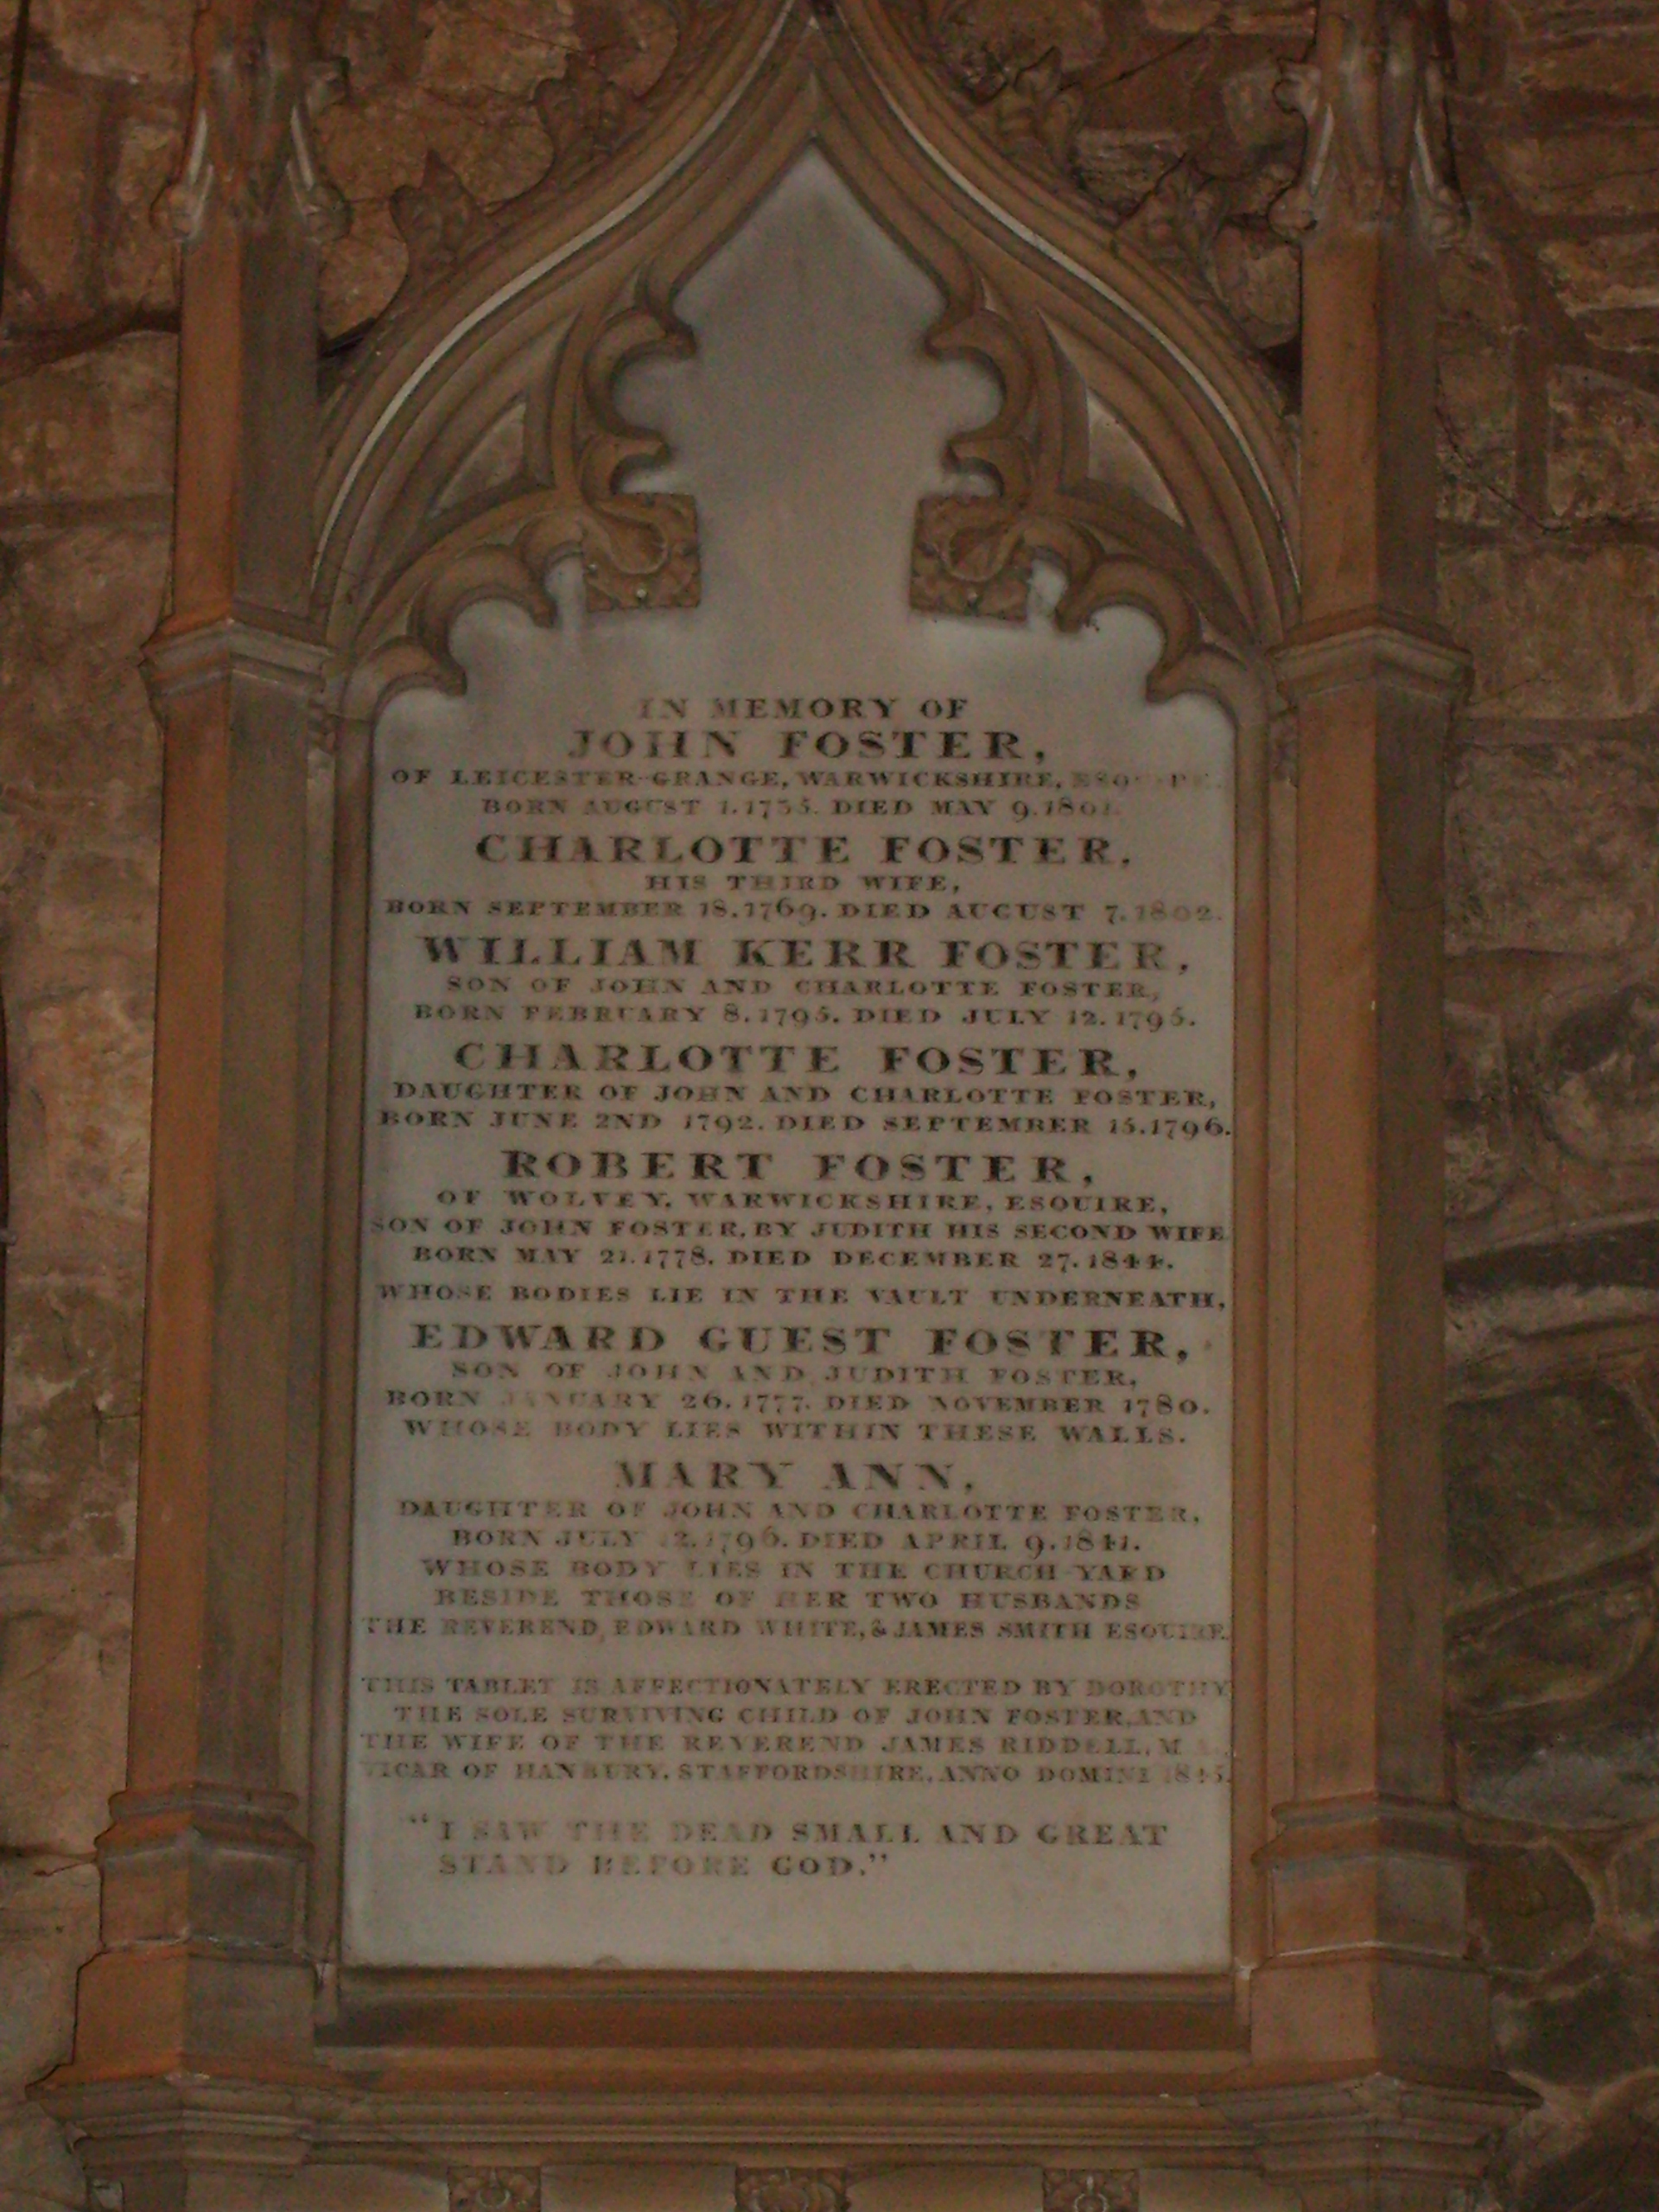 IN MEMORY OF
JOHN FOSTER,
OF LEICESTER GRANGE, WARWICKSHIRE,
BORN AUGUST 1. 1735. DIED MAY 9. 1801.
CHARLOTTE FOSTER,
HIS THIRD WIFE,
BORN SEPTEMBER 18. 1769. DIED AUGUST 7. 1802.
WILLIAM KERR FOSTER,
SON OF JOHN AND CHARLOTTE FOSTER,
BORN FEBRUARY 8. 1795. DIED JULY 12. 1795.
CHARLOTTE FOSTER,
DAUGHTER OF JOHN AND CHARLOTTE FOSTER,
BORN JUNE 2ND 1792. DIED SEPTEMBER 15. 1796.
ROBERT FOSTER,
OF WOLVEY, WARWICKSHIRE, ESQUIRE,
SON OF JOHN FOSTER, BY JUDITH HIS SECOND WIFE
BORN MAY 21. 1778. DIED DECEMBER 27. 1844.
WHOSE BODIES LIE IN THE VAULT UNDERNEATH,
EDWARD GUEST FOSTER,
SON OF JOHN AND JUDITH FOSTER,
BORN JANUARY 26. 1777. DIED NOVEMBER 1780.
WHOSE BODY LIES WITHIN THESE WALLS.
MARY ANN,
DAUGHTER OF JOHN AND CHARLOTTE FOSTER,
BORN JULY 1796. DIED APRIL 9. 1841.
WHOSE BODY LIES IN THE CHURCH YARD
BESIDE THOSE OF HER TWO HUSBANDS
THE REVEREND EDWARD WHITE, & JAMES SMITH ESQUIRE.
THIS TABLET IS AFFECTIONATELY ERECTED BY DOROTHY
THE SOLE SURVIVING CHILD OF JOHN FOSTER, AND
THE WIFE OF THE REVEREND JAMES RIDDELL, M
VICAR OF HANBURY, STAFFORDSHIRE, ANNO DOMINI 1845.
"I SAW THE DEAD SMALL AND GREAT
STAND BEFORE GOD."